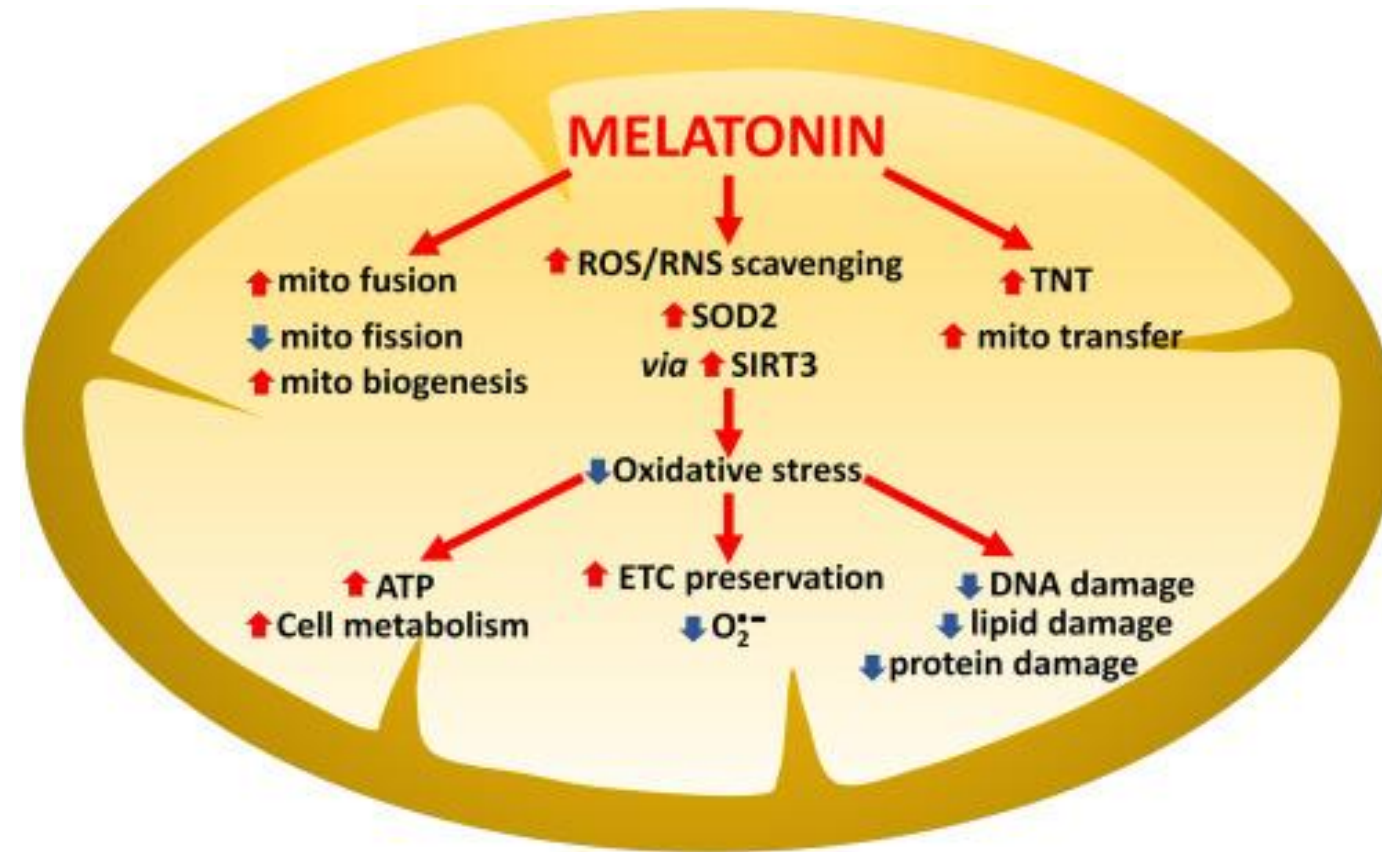 MELATONIN
mito fusion
mito fission
mito biogenesis
ROS/RNS scavenging
SOD2
via SIRT3
TNT
mito transfer
Oxidative stress
ATP
Cell metabolism
ETC preservation
O₂•−
DNA damage
lipid damage
protein damage